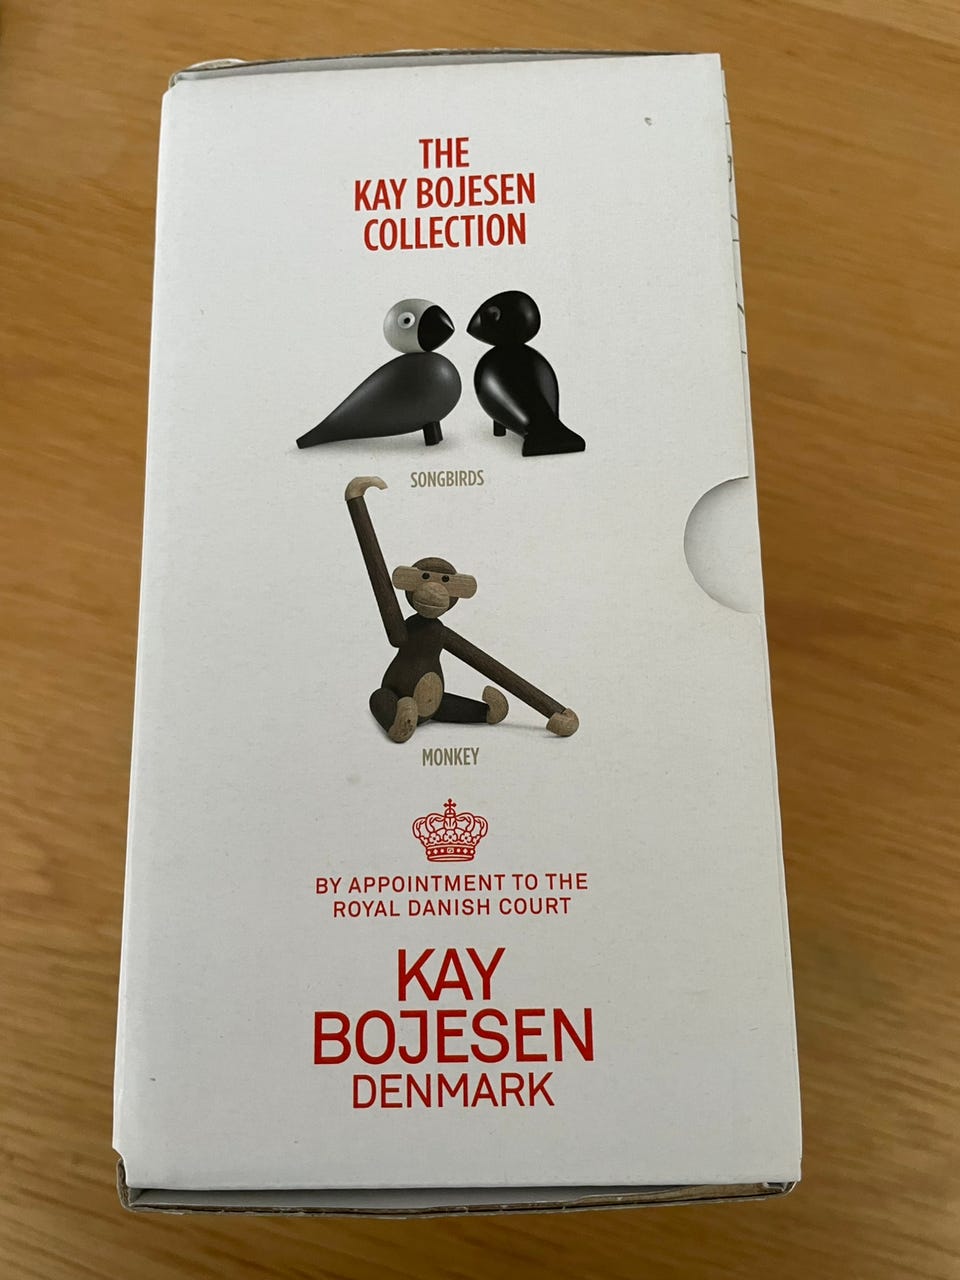 THE
KAY BOJESEN
COLLECTION
SONGBIRDS
MONKEY
BY APPOINTMENT TO THE
ROYAL DANISH COURT
KAY
BOJESEN
DENMARK